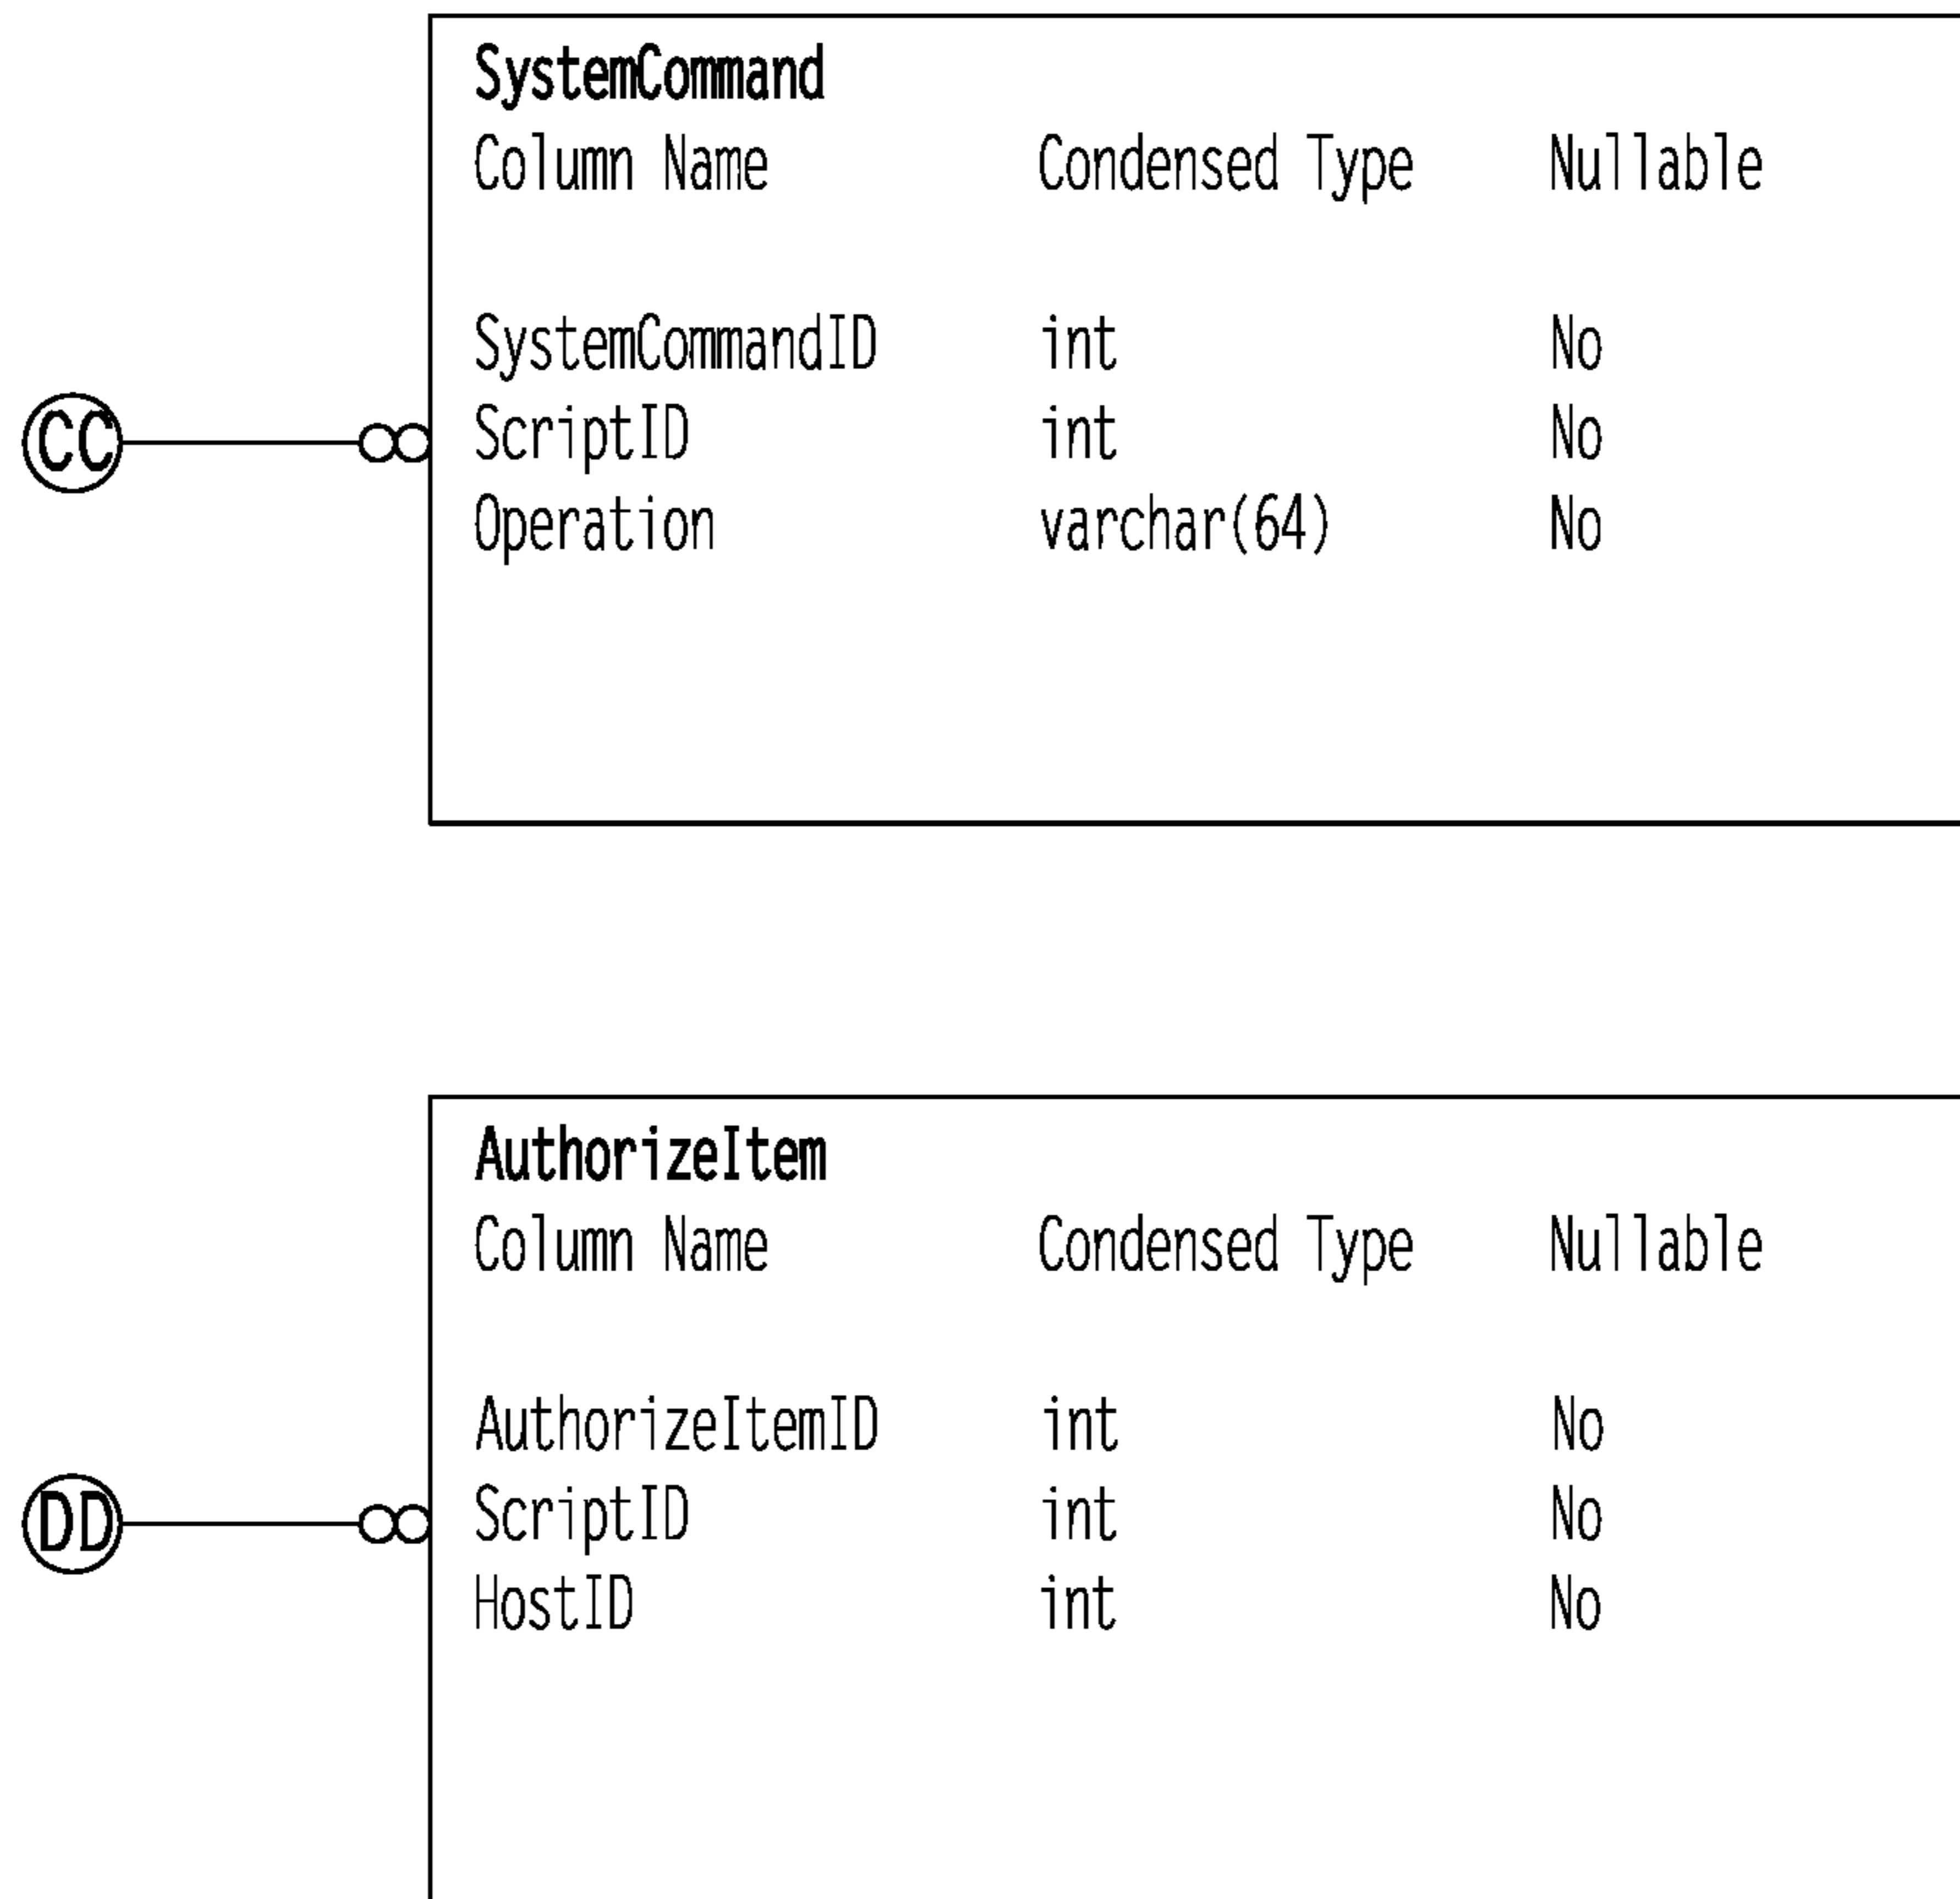 SystemCommand
Column Name Condensed Type Nullable
SystemCommandID int No
CC
ScriptID int No
Operation varchar(64) No
AuthorizeItem
Column Name Condensed Type Nullable
AuthorizeItemID int No
DD
ScriptID int No
HostID int No